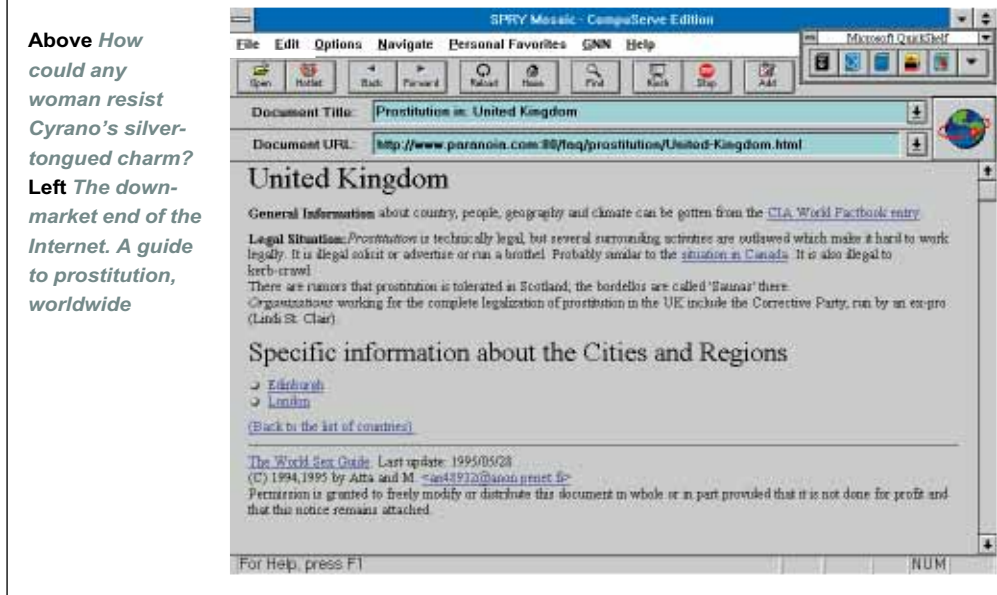 Above How
could any
woman resist
Cyrano's silver-
tongued charm?
Left The down-
market end of the
Internet. A guide
to prostitution,
worldwide
SPRY Mosaic - CompuServe Edition
File Edit Options Navigate Personal Favorites GNN Help
Microsoft QuickShelf
Open Hotlist Back Forward Reload Home Find Kiosk Stop Add
Document Title: Prostitution in: United Kingdom
Document URL: http://www.paranoia.com:80/faq/prostitution/United-Kingdom.html
United Kingdom
General Information about country, people, geography and climate can be gotten from the CIA World Factbook entry
Legal Situation: Prostitution is technically legal, but several surrounding activities are outlawed which make it hard to work
legally. It is illegal solicit or advertise or run a brothel. Probably similar to the situation in Canada. It is also illegal to
kerb-crawl
There are rumors that prostitution is tolerated in Scotland; the bordellos are called 'Saunas' there.
Organizations working for the complete legalization of prostitution in the UK include the Corrective Party, run by an ex-pro
(Lindi St. Clair)
Specific information about the Cities and Regions
Edinburgh
London
(Back to the list of countries)
The World Sex Guide. Last update: 1995/05/28
(C) 1994,1995 by Atta and M. <an48932@anon.penet.fi>
Permission is granted to freely modify or distribute this document in whole or in part provided that it is not done for profit and
that this notice remains attached.
For Help, press F1
NUM